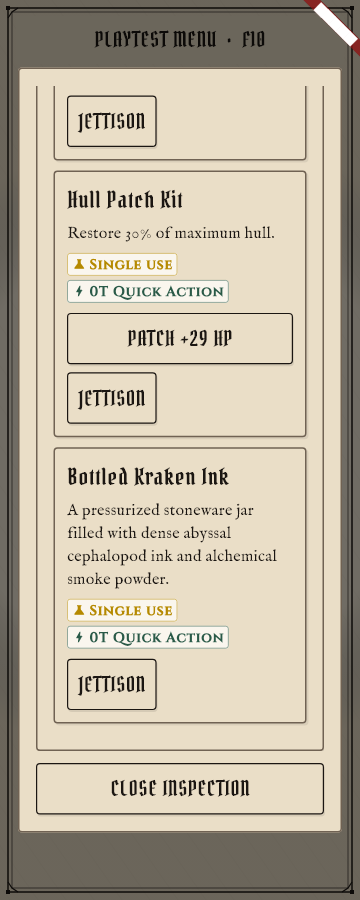 PLAYTEST MENU · F10
JETTISON
Hull Patch Kit
Restore 30% of maximum hull.
Single use
0T Quick Action
PATCH +29 HP
JETTISON
Bottled Kraken Ink
A pressurized stoneware jar
filled with dense abyssal
cephalopod ink and alchemical
smoke powder.
Single use
0T Quick Action
JETTISON
CLOSE INSPECTION